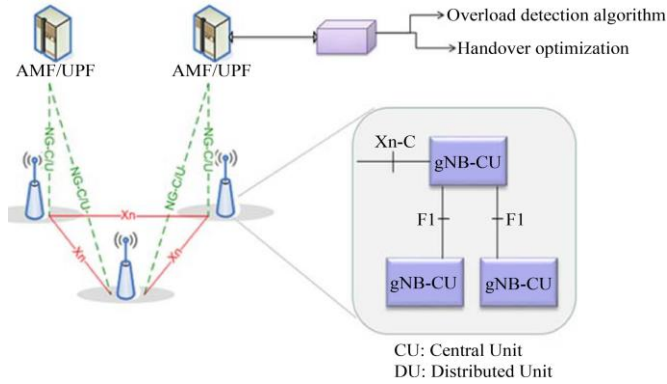 Overload detection algorithm
Handover optimization
AMF/UPF
AMF/UPF
NG-C/U
NG-C/U
NG-C/U
NG-C/U
Xn
Xn
Xn
Xn-C
gNB-CU
F1
F1
gNB-CU
gNB-CU
CU: Central Unit
DU: Distributed Unit